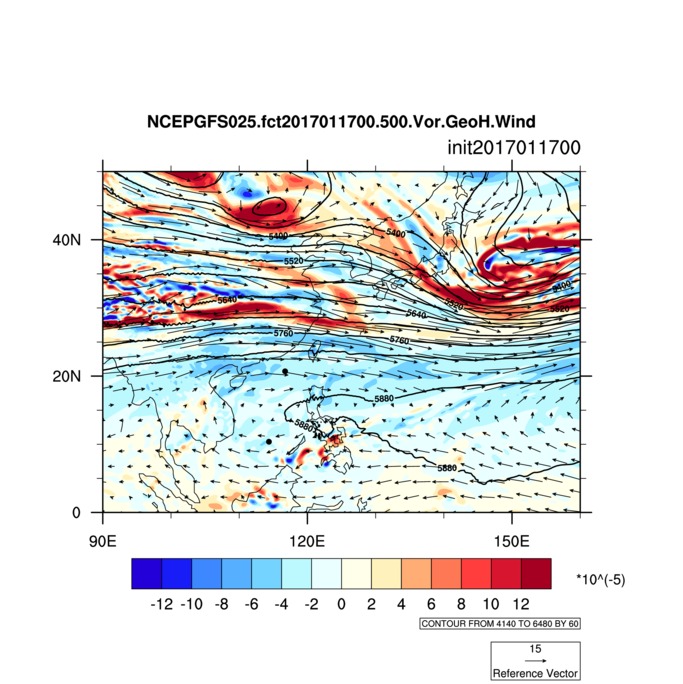 NCEPGFS025.fct2017011700.500.Vor.GeoH.Wind
init2017011700
5400
5400
40N
5520
5400
5640
5520
5520
5640
5760
5760
20N
5880
5880
5880
0
90E 120E 150E
*10^(-5)
-12 -10 -8 -6 -4 -2 0 2 4 6 8 10 12
CONTOUR FROM 4140 TO 6480 BY 60
15
Reference Vector